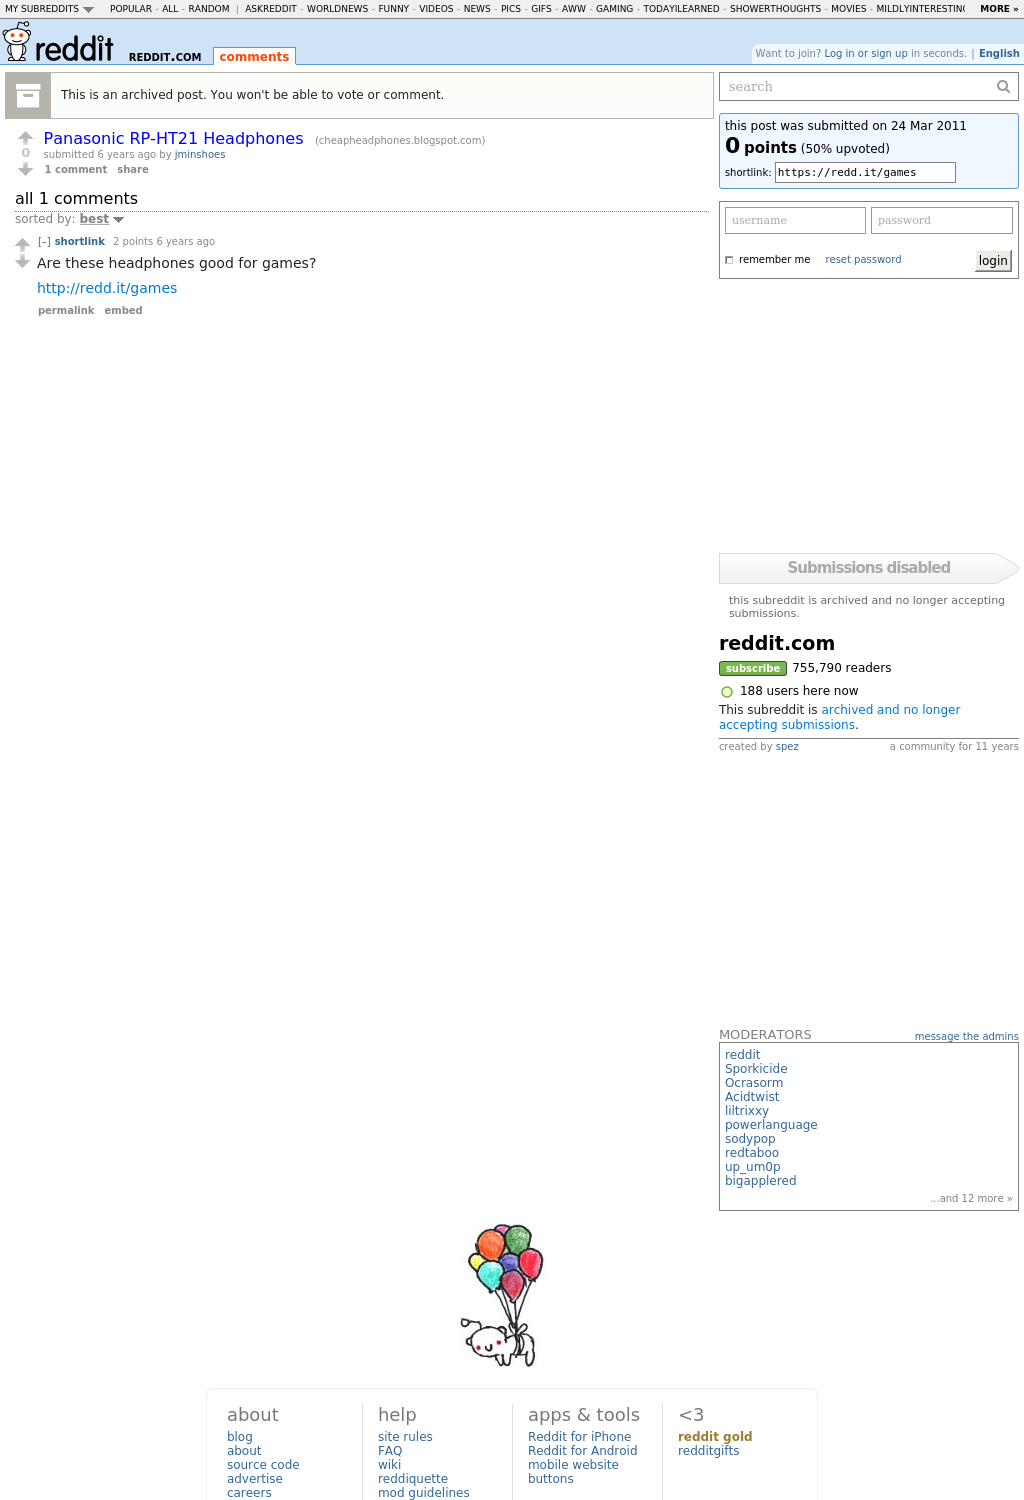 MY SUBREDDITS POPULAR - ALL - RANDOM | ASKREDDIT - WORLDNEWS - FUNNY - VIDEOS - NEWS - PICS - GIFS - AWW - GAMING - TODAYILEARNED - SHOWERTHOUGHTS - MOVIES - MILDLYINTERESTING MORE »
reddit REDDIT.COM comments
Want to join? Log in or sign up in seconds. | English
This is an archived post. You won't be able to vote or comment.
0
Panasonic RP-HT21 Headphones (cheapheadphones.blogspot.com)
submitted 6 years ago by jminshoes
1 comment share
all 1 comments
sorted by: best
[–] shortlink 2 points 6 years ago
Are these headphones good for games?
http://redd.it/games
permalink embed
search
this post was submitted on 24 Mar 2011
0 points (50% upvoted)
shortlink: https://redd.it/games
username password
remember me reset password login
Submissions disabled
this subreddit is archived and no longer accepting
submissions.
reddit.com
subscribe 755,790 readers
188 users here now
This subreddit is archived and no longer
accepting submissions.
created by spez a community for 11 years
MODERATORS message the admins
reddit
Sporkicide
Ocrasorm
Acidtwist
liltrixxy
powerlanguage
sodypop
redtaboo
up_um0p
bigapplered
...and 12 more »
about
blog
about
source code
advertise
careers
help
site rules
FAQ
wiki
reddiquette
mod guidelines
apps & tools
Reddit for iPhone
Reddit for Android
mobile website
buttons
<3
reddit gold
redditgifts